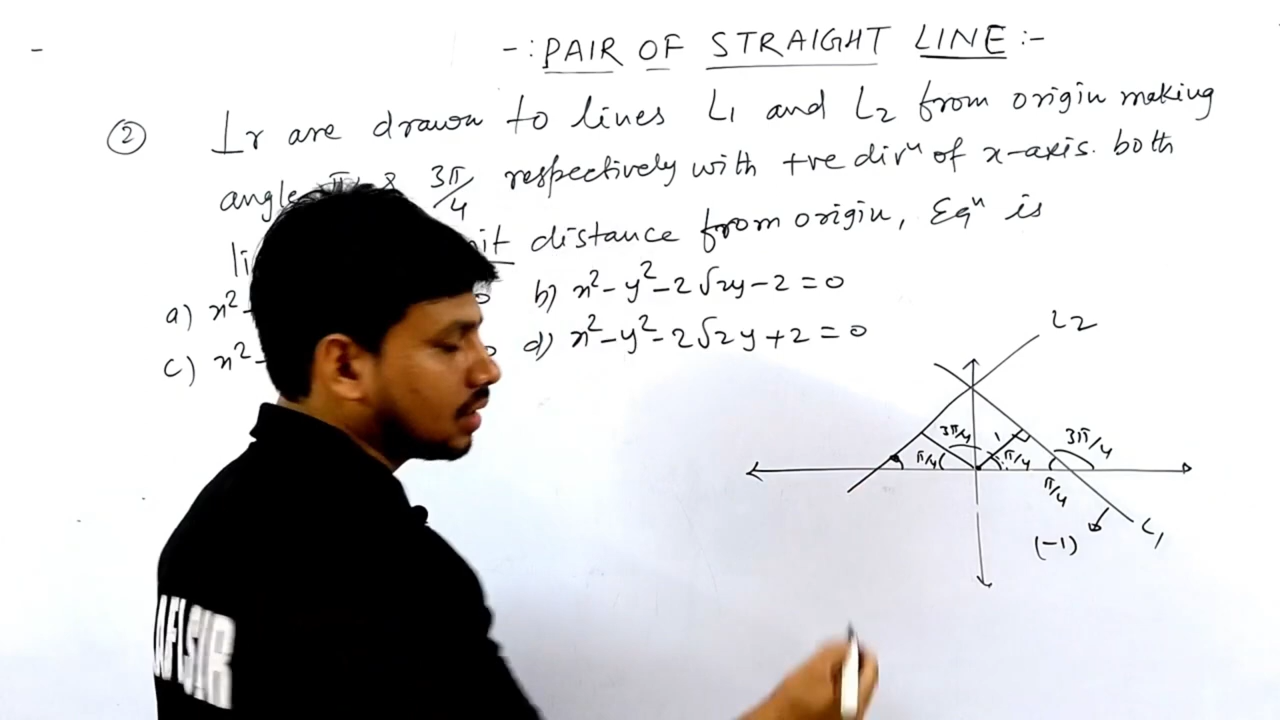 -: PAIR OF STRAIGHT LINE :-
② ⊥r are drawn to lines L₁ and L₂ from origin making
angle & 3π/4 respectively with +ve dirⁿ of x-axis. both
distance from origin, Eqⁿ is
a) x² b) x²-y²-2√2y-2=0
c) x² d) x²-y²-2√2y+2=0
L₂
3π/4 1 3π/4
π/4 π/4 π/4
(-1) L₁